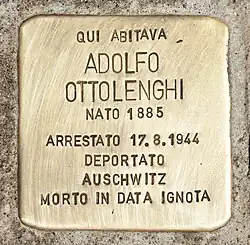 QUI ABITAVA
ADOLFO
OTTOLENGHI
NATO 1885
ARRESTATO 17.8.1944
DEPORTATO
AUSCHWITZ
MORTO IN DATA IGNOTA